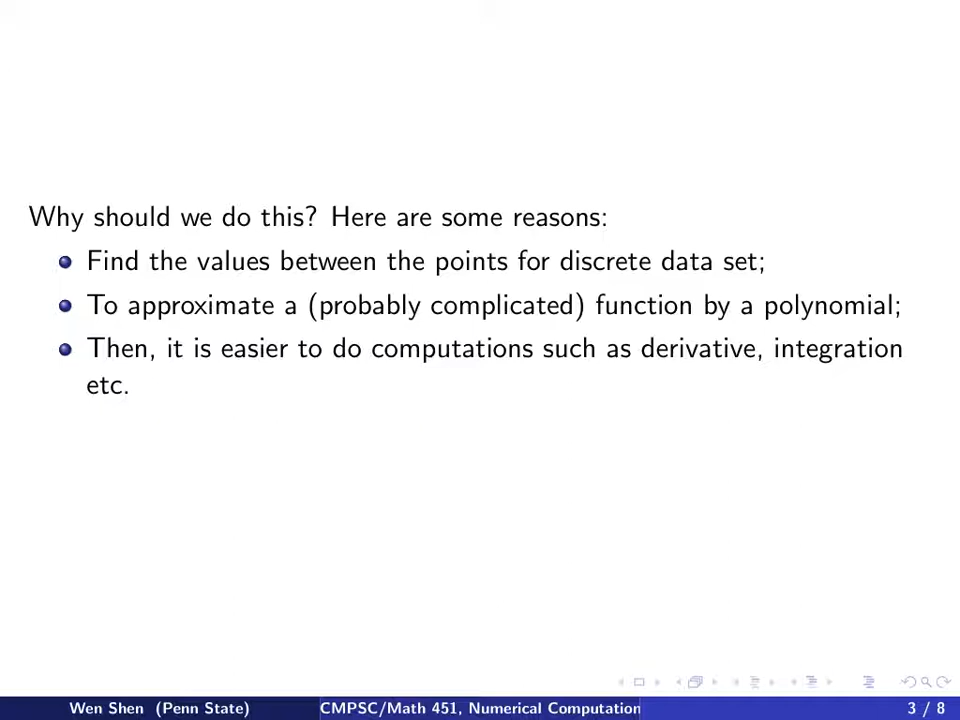 Why should we do this? Here are some reasons:
Find the values between the points for discrete data set;
To approximate a (probably complicated) function by a polynomial;
Then, it is easier to do computations such as derivative, integration
etc.
Wen Shen (Penn State) CMPSC/Math 451, Numerical Computation 3 / 8